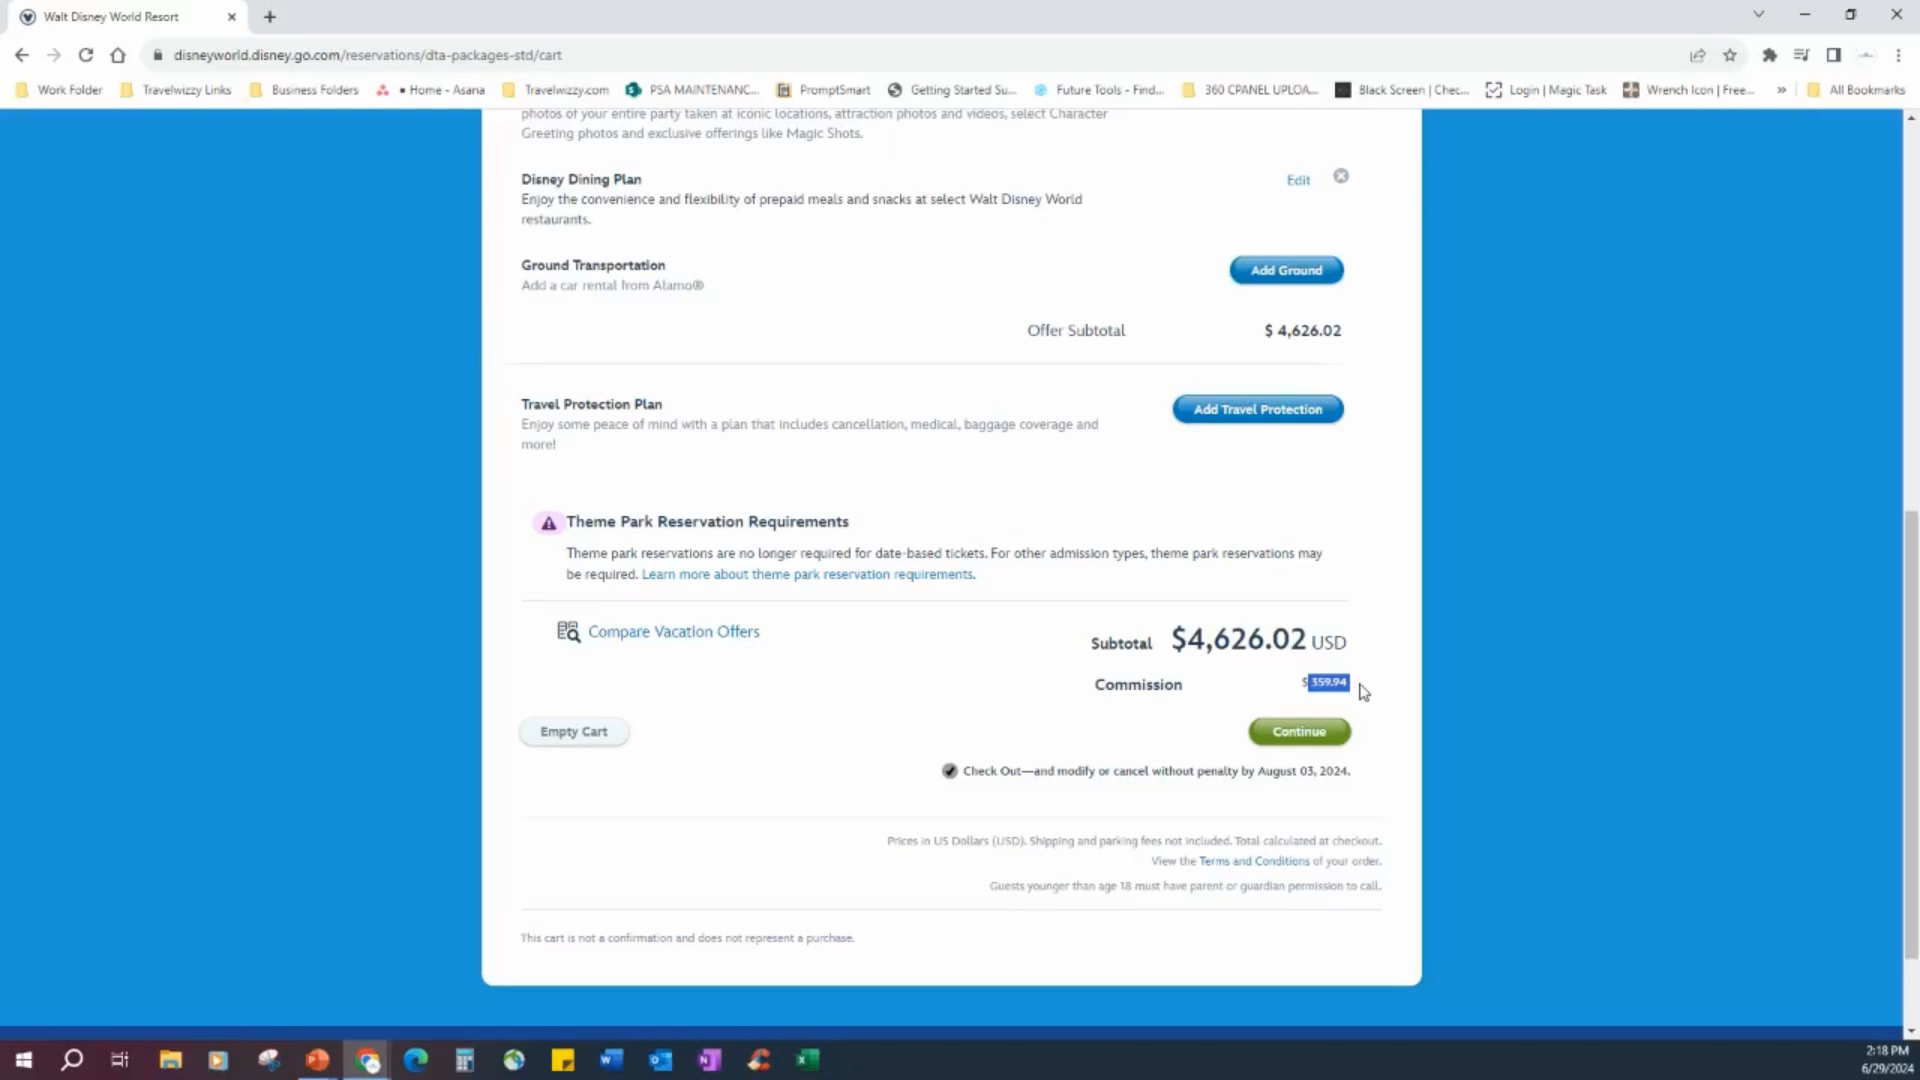 Walt Disney World Resort
disneyworld.disney.go.com/reservations/dta-packages-std/cart
Work Folder
Travelwizzy Links
Business Folders
• Home - Asana
Travelwizzy.com
PSA MAINTENANC...
PromptSmart
Getting Started Su...
Future Tools - Find...
360 CPANEL UPLOA...
Black Screen | Chec...
Login | Magic Task
Wrench Icon | Free...
»
All Bookmarks
photos of your entire party taken at iconic locations, attraction photos and videos, select Character
Greeting photos and exclusive offerings like Magic Shots.
Disney Dining Plan
Edit
Enjoy the convenience and flexibility of prepaid meals and snacks at select Walt Disney World
restaurants.
Ground Transportation
Add a car rental from Alamo®
Add Ground
Offer Subtotal $ 4,626.02
Travel Protection Plan
Enjoy some peace of mind with a plan that includes cancellation, medical, baggage coverage and
more!
Add Travel Protection
Theme Park Reservation Requirements
Theme park reservations are no longer required for date-based tickets. For other admission types, theme park reservations may
be required. Learn more about theme park reservation requirements.
Compare Vacation Offers
Subtotal $4,626.02 USD
Commission $359.94
Empty Cart
Continue
Check Out—and modify or cancel without penalty by August 03, 2024.
Prices in US Dollars (USD). Shipping and parking fees not included. Total calculated at checkout.
View the Terms and Conditions of your order.
Guests younger than age 18 must have parent or guardian permission to call.
This cart is not a confirmation and does not represent a purchase.
2:18 PM
6/29/2024